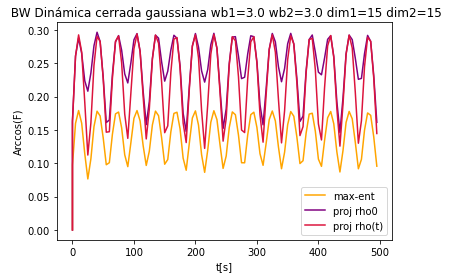 BW Dinámica cerrada gaussiana wb1=3.0 wb2=3.0 dim1=15 dim2=15
0.30
0.25
0.20
0.15
0.10
0.05
0.00
Arccos(F)
max-ent
proj rho0
proj rho(t)
0 100 200 300 400 500
t[s]